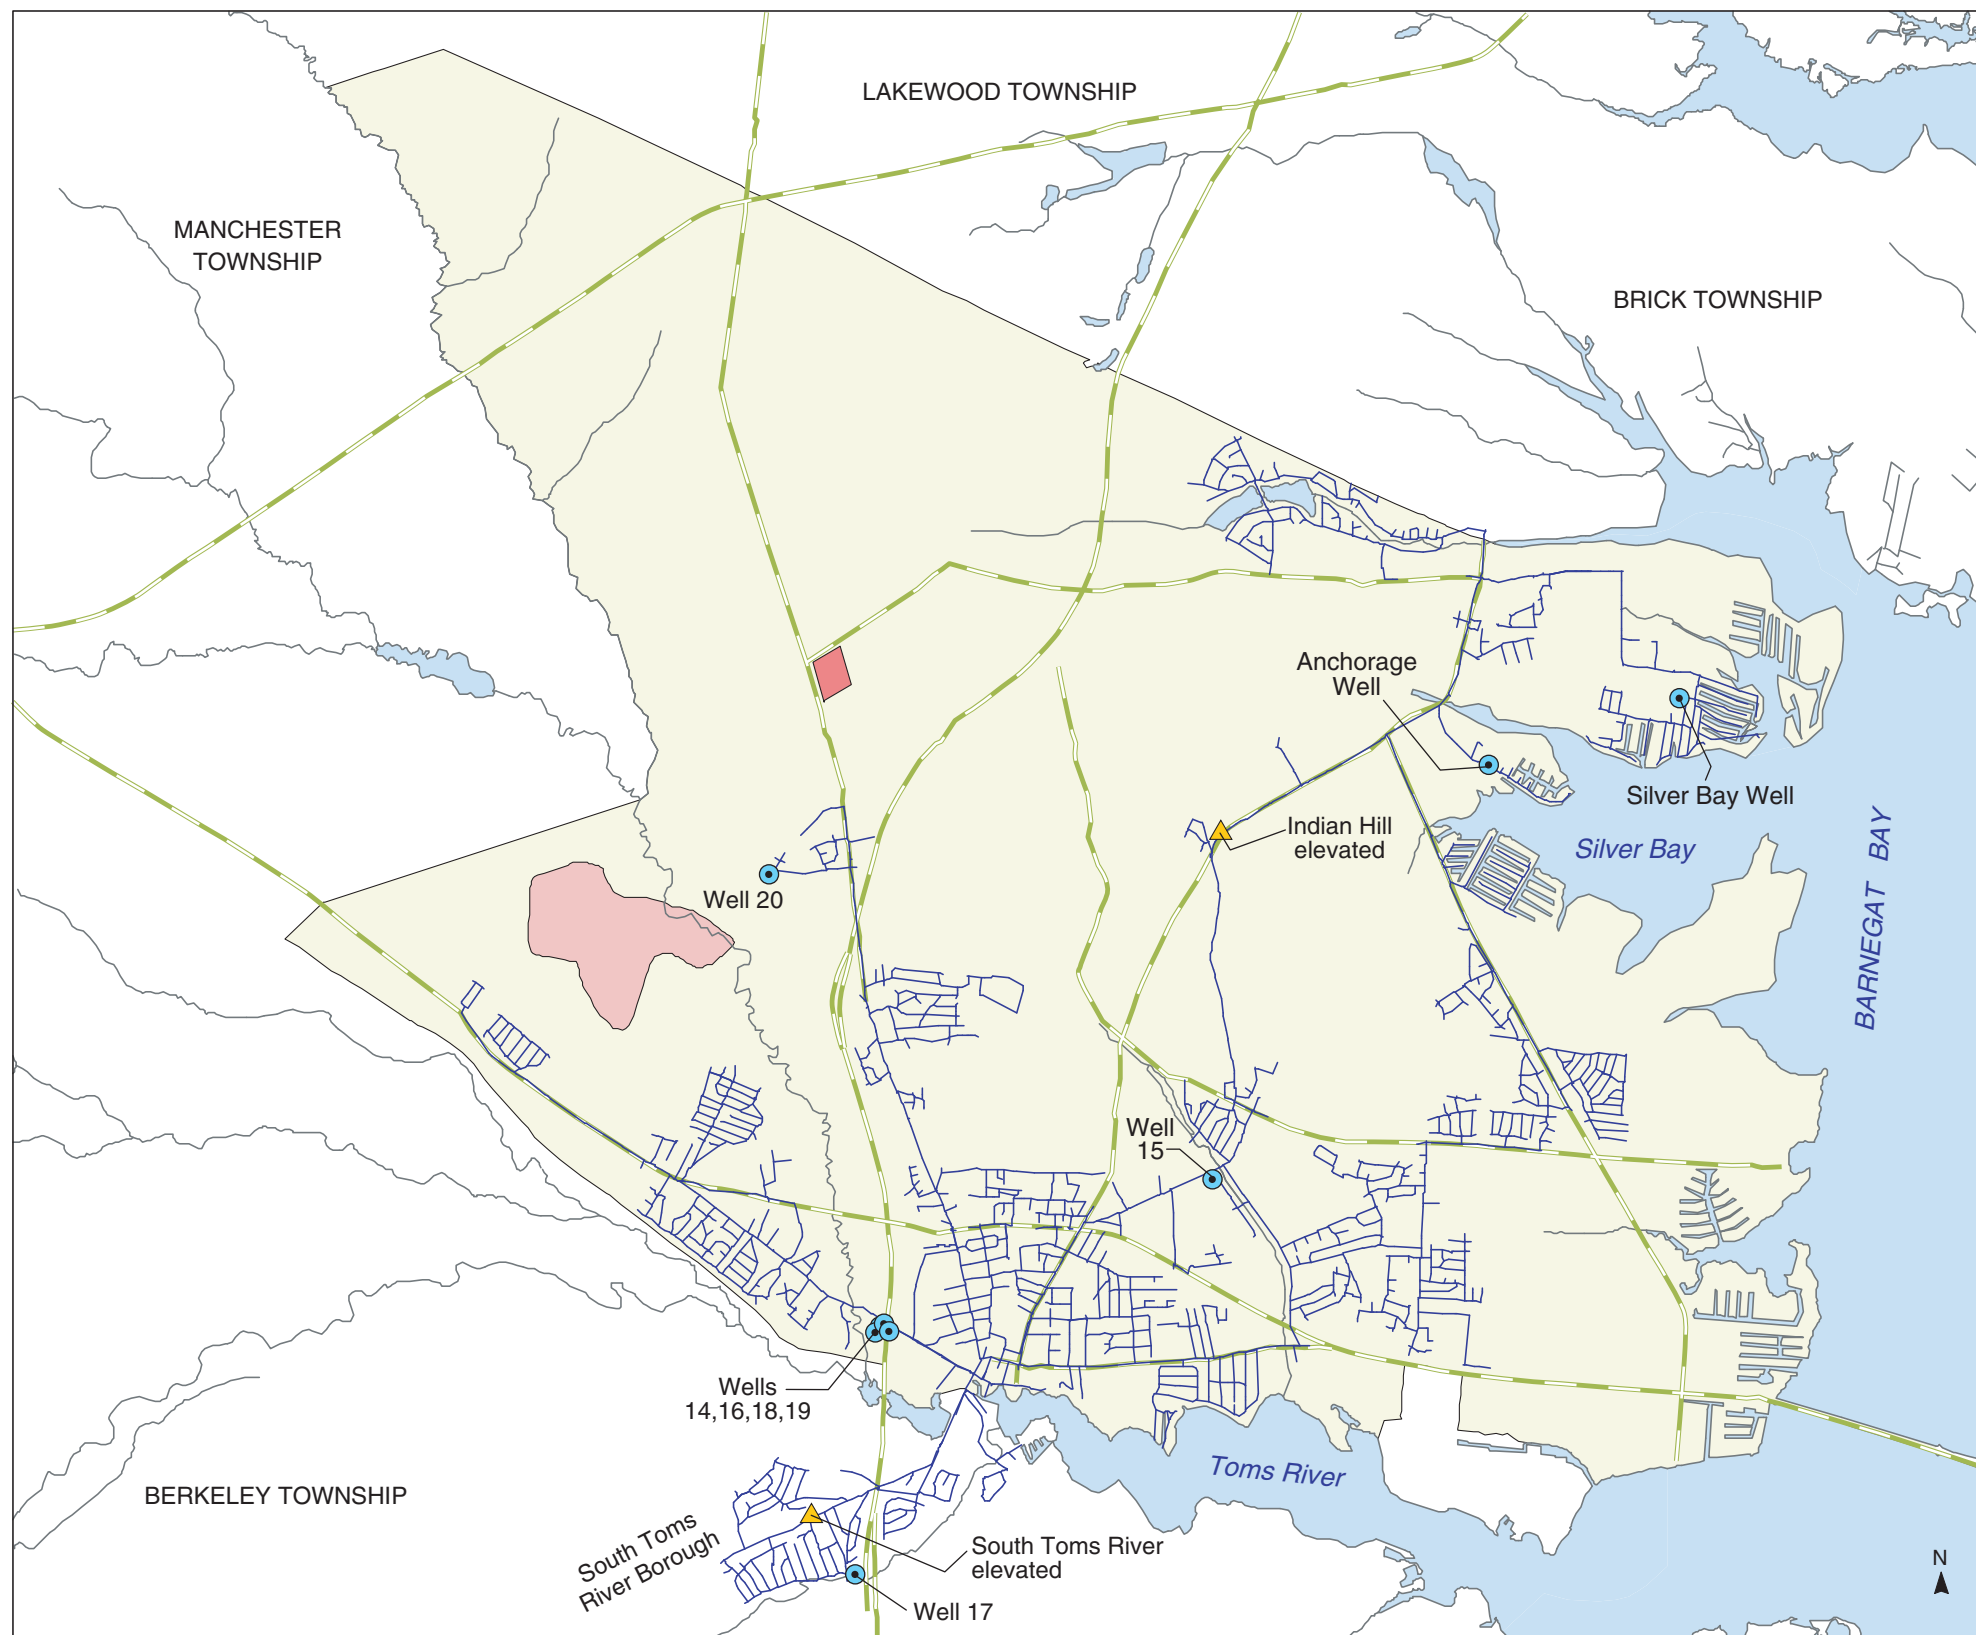 LAKEWOOD TOWNSHIP
MANCHESTER
TOWNSHIP
BRICK TOWNSHIP
Anchorage
Well
Silver Bay Well
Indian Hill
elevated
Silver Bay
BARNEGAT BAY
Well 20
Well
15
Wells
14,16,18,19
Toms River
BERKELEY TOWNSHIP
South Toms
River Borough
South Toms River
elevated
Well 17
N